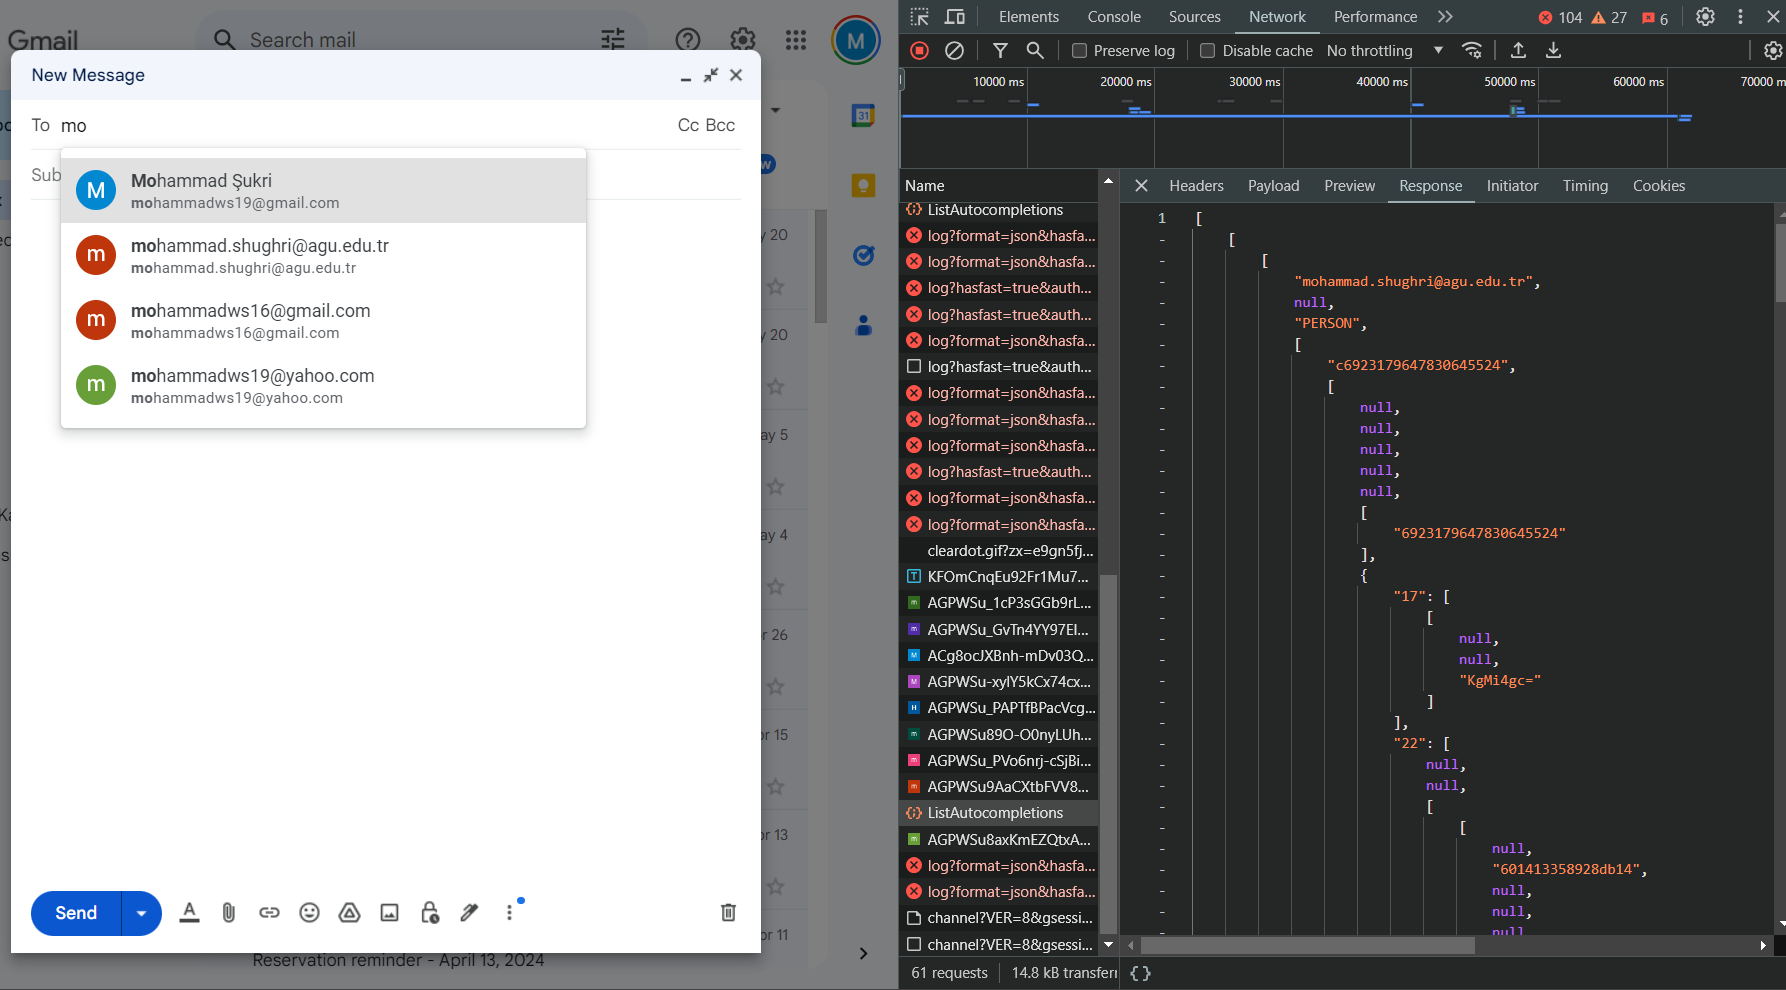 Gmail
Search mail
M
New Message
To mo
Cc Bcc
Sub
M
Mohammad Şukri
mohammadws19@gmail.com
m
mohammad.shughri@agu.edu.tr
mohammad.shughri@agu.edu.tr
m
mohammadws16@gmail.com
mohammadws16@gmail.com
m
mohammadws19@yahoo.com
mohammadws19@yahoo.com
31
w
y 20
y 20
ay 5
ay 4
r 26
or 15
or 13
or 11
Send
Reservation reminder - April 13, 2024
Elements Console Sources Network Performance 104 27 6
Preserve log Disable cache No throttling
10000 ms 20000 ms 30000 ms 40000 ms 50000 ms 60000 ms 70000 m
Name
ListAutocompletions
log?format=json&hasfa...
log?format=json&hasfa...
log?hasfast=true&auth...
log?hasfast=true&auth...
log?format=json&hasfa...
log?hasfast=true&auth...
log?format=json&hasfa...
log?format=json&hasfa...
log?format=json&hasfa...
log?hasfast=true&auth...
log?format=json&hasfa...
log?format=json&hasfa...
cleardot.gif?zx=e9gn5fj...
KFOmCnqEu92Fr1Mu7...
AGPWSu_1cP3sGGb9rL...
AGPWSu_GvTn4YY97EI...
ACg8ocJXBnh-mDv03Q...
AGPWSu-xylY5kCx74cx...
AGPWSu_PAPTfBPacVcg...
AGPWSu89O-O0nyLUh...
AGPWSu_PVo6nrj-cSjBi...
AGPWSu9AaCXtbFVV8...
ListAutocompletions
AGPWSu8axKmEZQtxA...
log?format=json&hasfa...
log?format=json&hasfa...
channel?VER=8&gsessi...
channel?VER=8&gsessi...
61 requests 14.8 kB transferr
Headers Payload Preview Response Initiator Timing Cookies
1 [
- [
- [
- "mohammad.shughri@agu.edu.tr",
- null,
- "PERSON",
- [
- "c6923179647830645524",
- [
- null,
- null,
- null,
- null,
- null,
- [
- "6923179647830645524"
- ],
- {
- "17": [
- [
- null,
- null,
- "KgMi4gc="
- ]
- ],
- "22": [
- null,
- null,
- [
- [
- null,
- "601413358928db14",
- null,
- null,
- null
{}